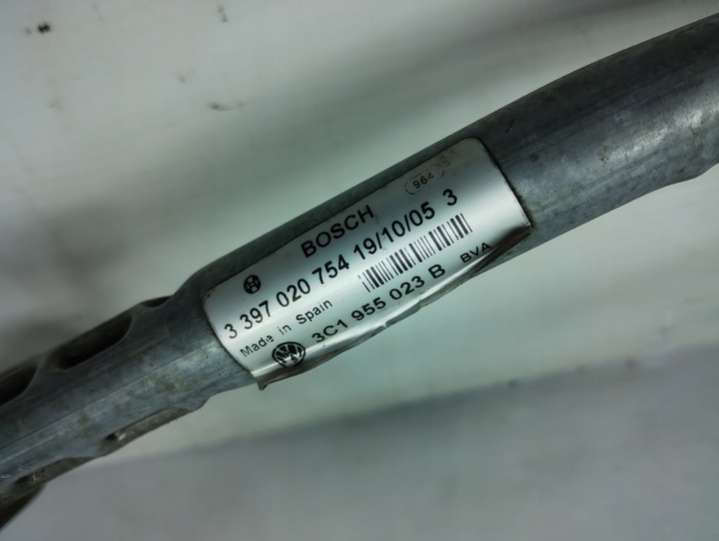 BOSCH 964
3 397 020 754 19/10/05 3
Made in Spain
3C1 955 023 B BVA